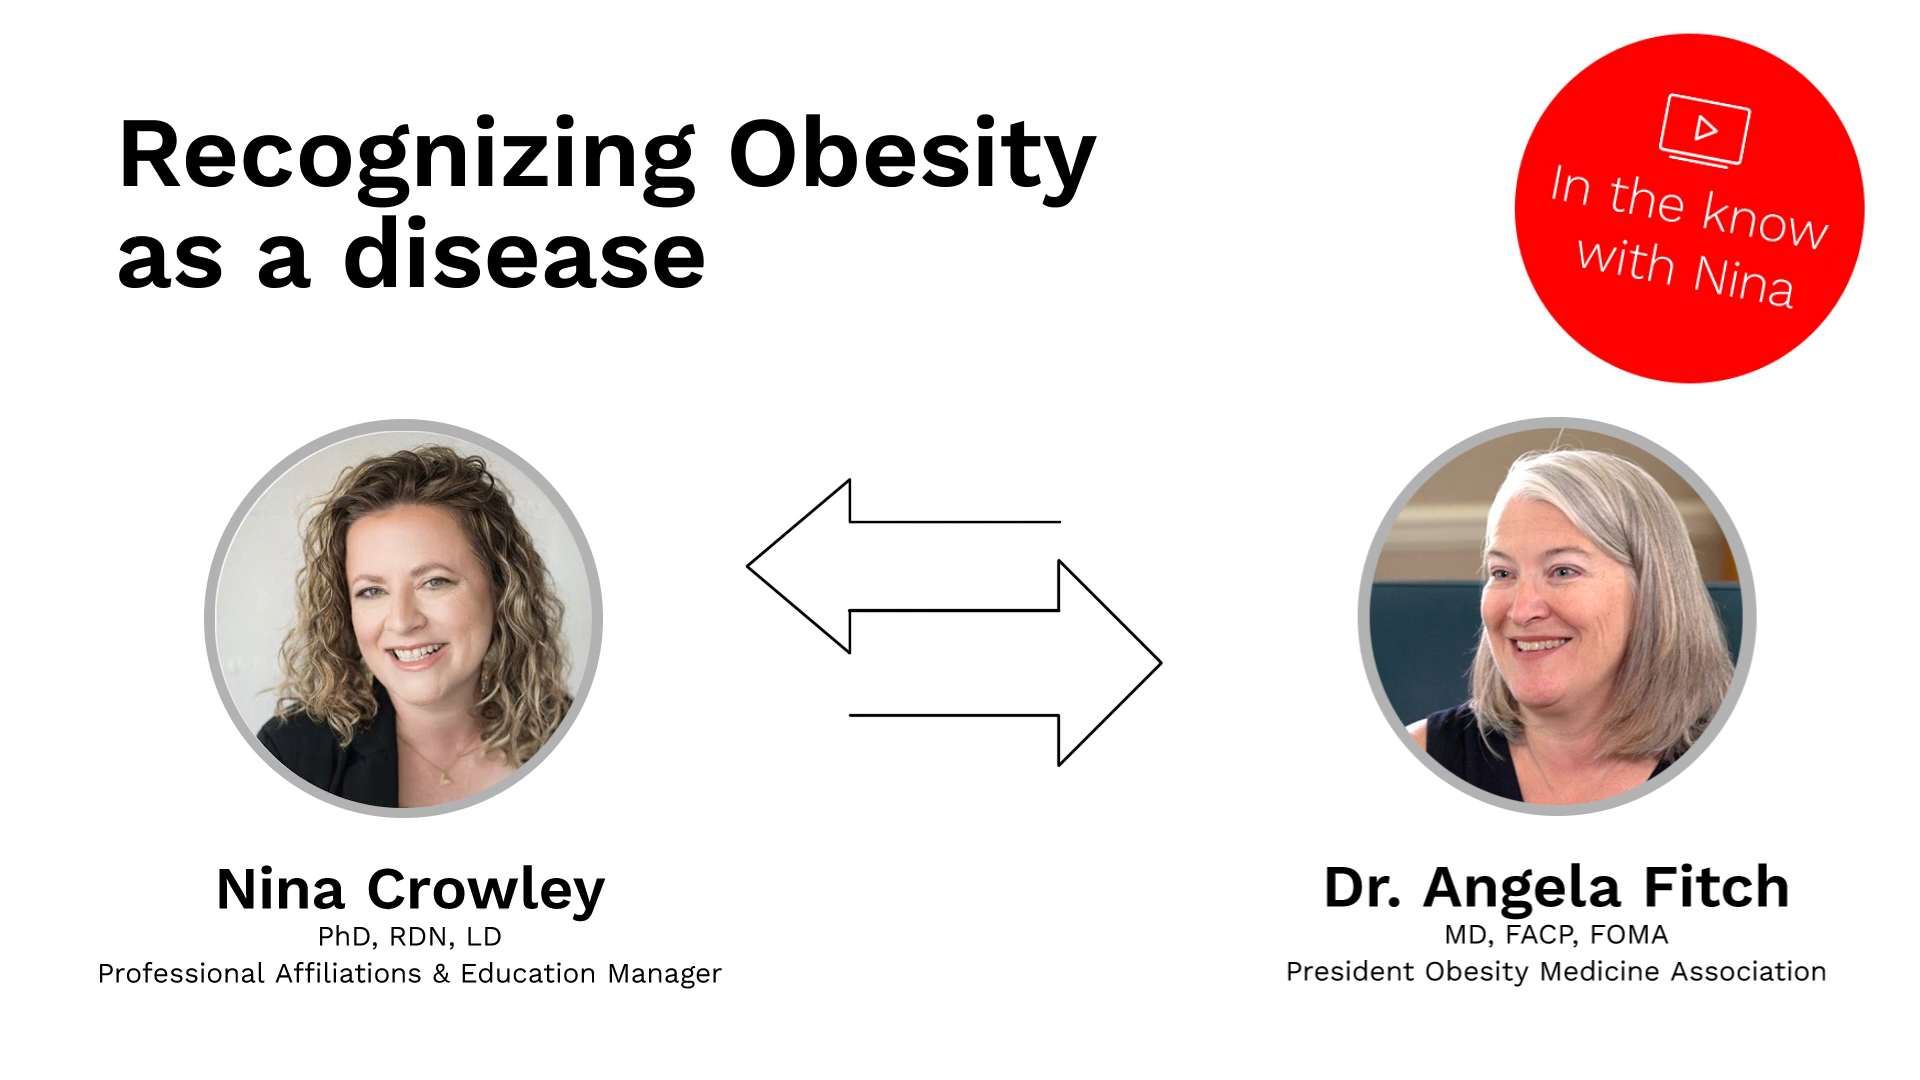 Recognizing Obesity
as a disease
In the know
with Nina
Nina Crowley
PhD, RDN, LD
Professional Affiliations & Education Manager
Dr. Angela Fitch
MD, FACP, FOMA
President Obesity Medicine Association